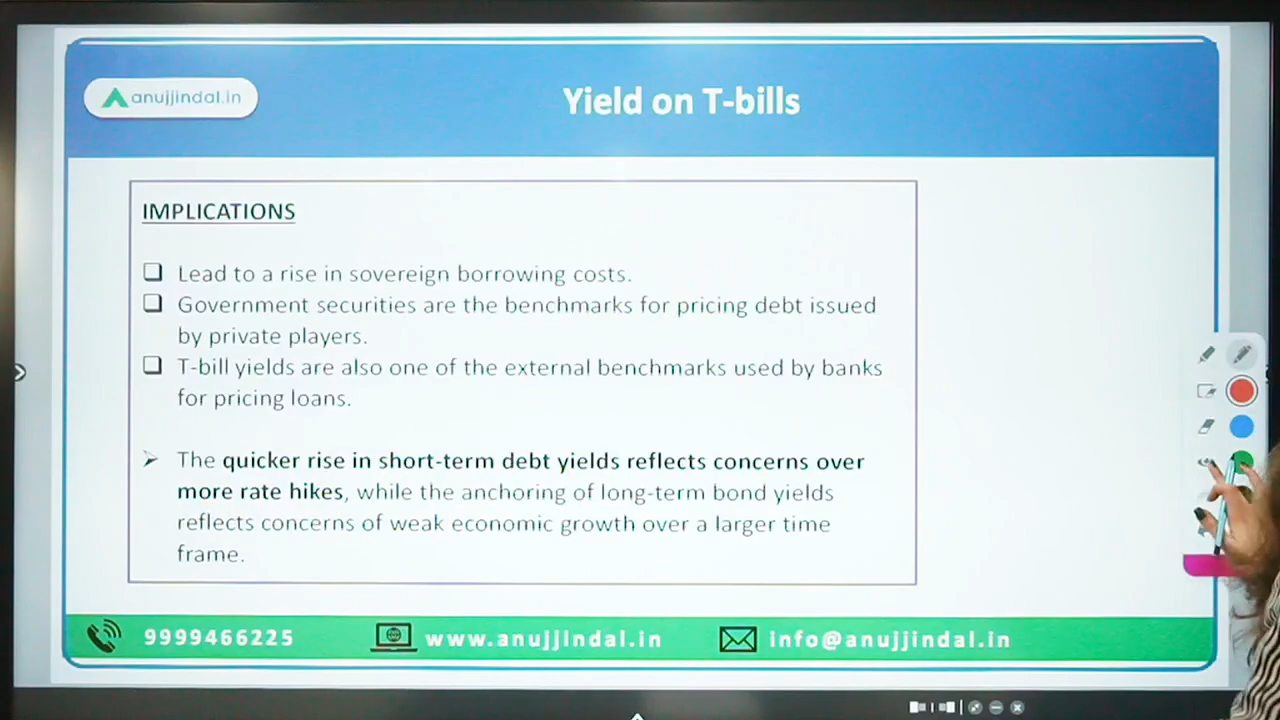 anujjindal.in
Yield on T-bills
IMPLICATIONS
Lead to a rise in sovereign borrowing costs.
Government securities are the benchmarks for pricing debt issued
by private players.
T-bill yields are also one of the external benchmarks used by banks
for pricing loans.
The quicker rise in short-term debt yields reflects concerns over
more rate hikes, while the anchoring of long-term bond yields
reflects concerns of weak economic growth over a larger time
frame.
9999466225
www.anujjindal.in
info@anujjindal.in